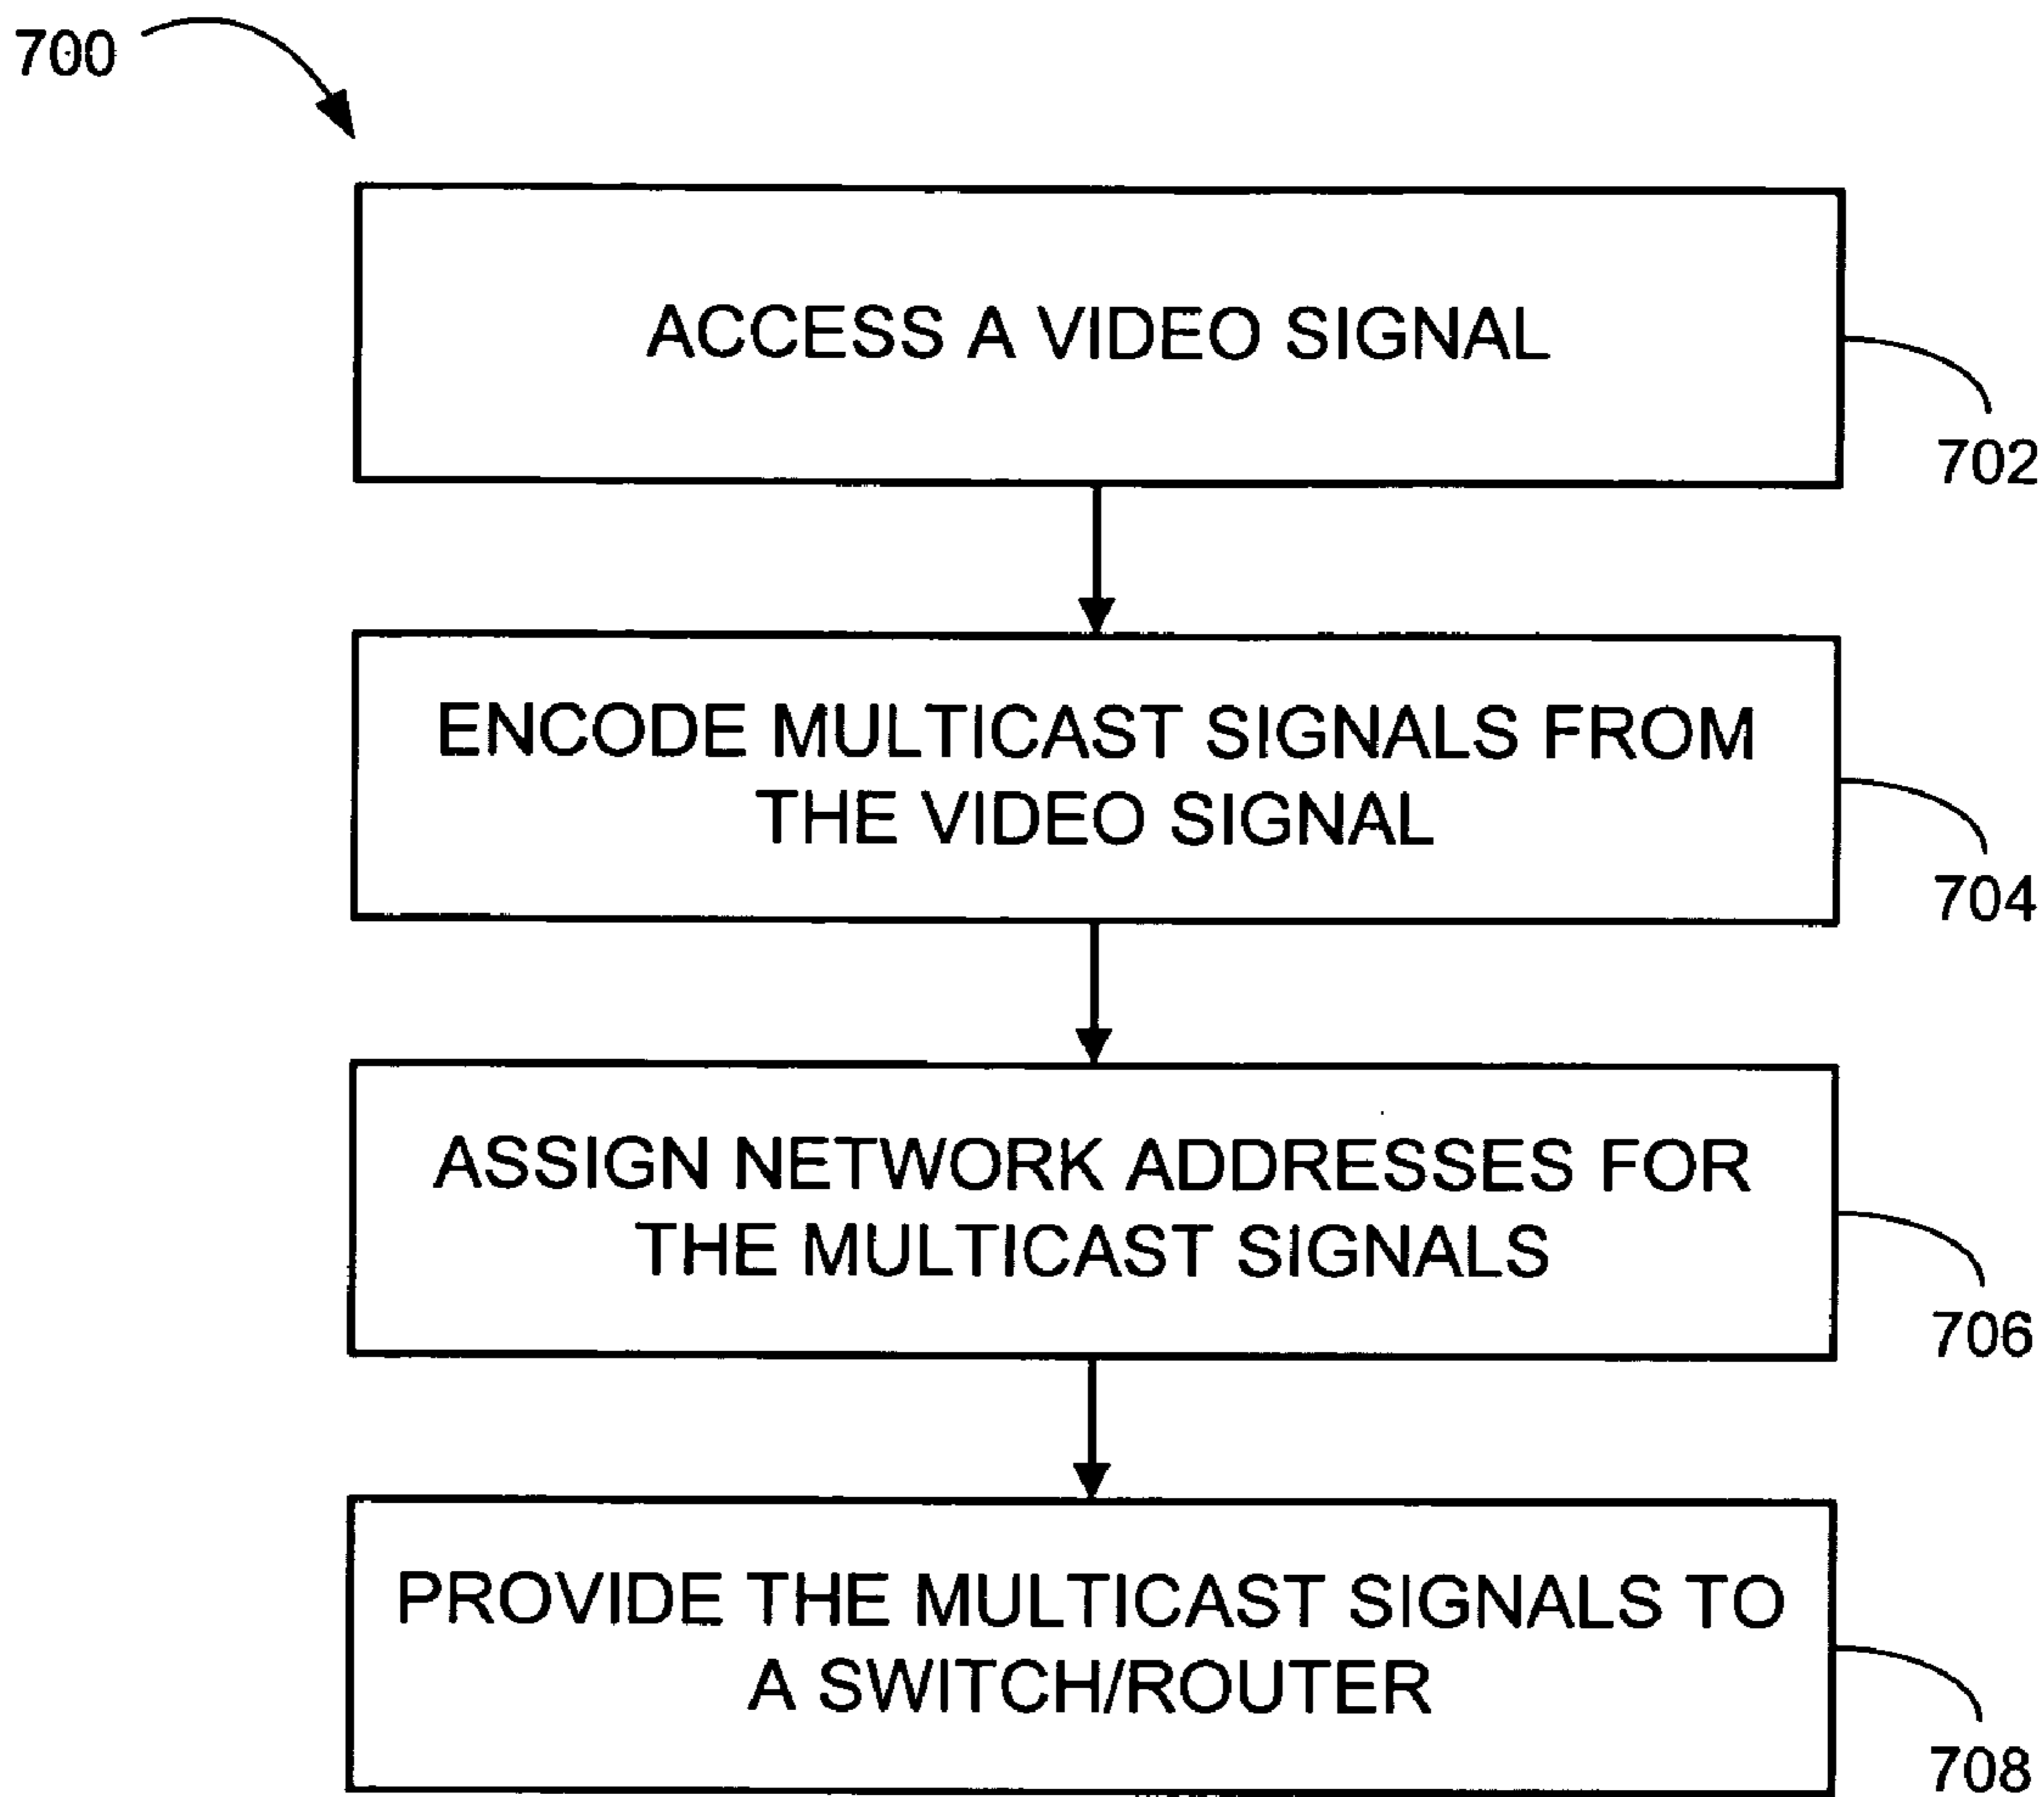 700
ACCESS A VIDEO SIGNAL
702
ENCODE MULTICAST SIGNALS FROM
THE VIDEO SIGNAL
704
ASSIGN NETWORK ADDRESSES FOR
THE MULTICAST SIGNALS
706
PROVIDE THE MULTICAST SIGNALS TO
A SWITCH/ROUTER
708